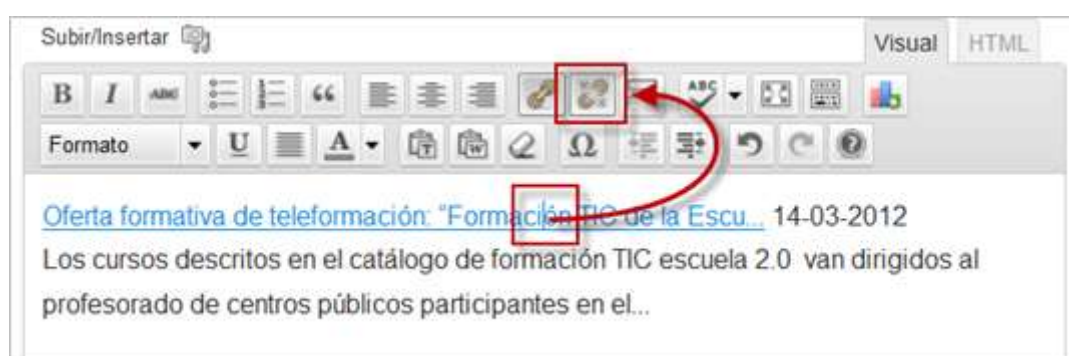 Subir/Insertar
Visual HTML
B I ABC “ ABC
Formato U A T W Ω ?
Oferta formativa de teleformación: "Formación TIC de la Escu... 14-03-2012
Los cursos descritos en el catálogo de formación TIC escuela 2.0 van dirigidos al
profesorado de centros públicos participantes en el...